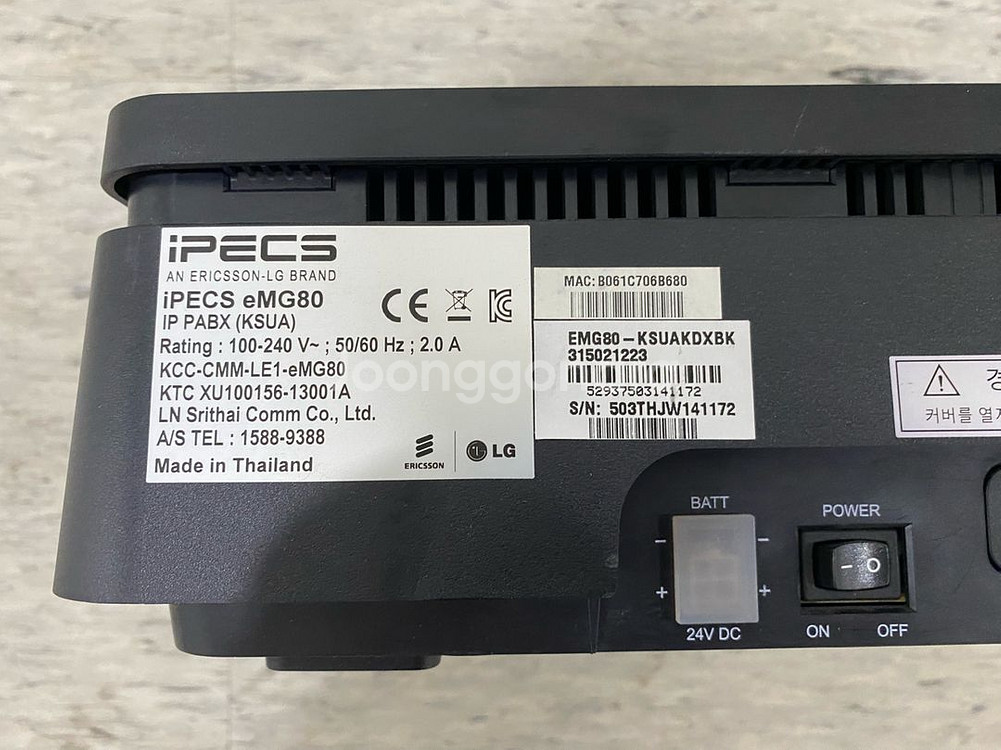 iPECS
AN ERICSSON-LG BRAND
iPECS eMG80
IP PABX (KSUA)
Rating : 100-240 V~ ; 50/60 Hz ; 2.0 A
KCC-CMM-LE1-eMG80
KTC XU100156-13001A
LN Srithai Comm Co., Ltd.
A/S TEL : 1588-9388
Made in Thailand
CE
ERICSSON
LG
MAC: B061C706B680
EMG80-KSUAKDXBK
315021223
52937503141172
S/N: 503THJW141172
커버를
BATT
- -
+ +
24V DC
POWER
ON OFF